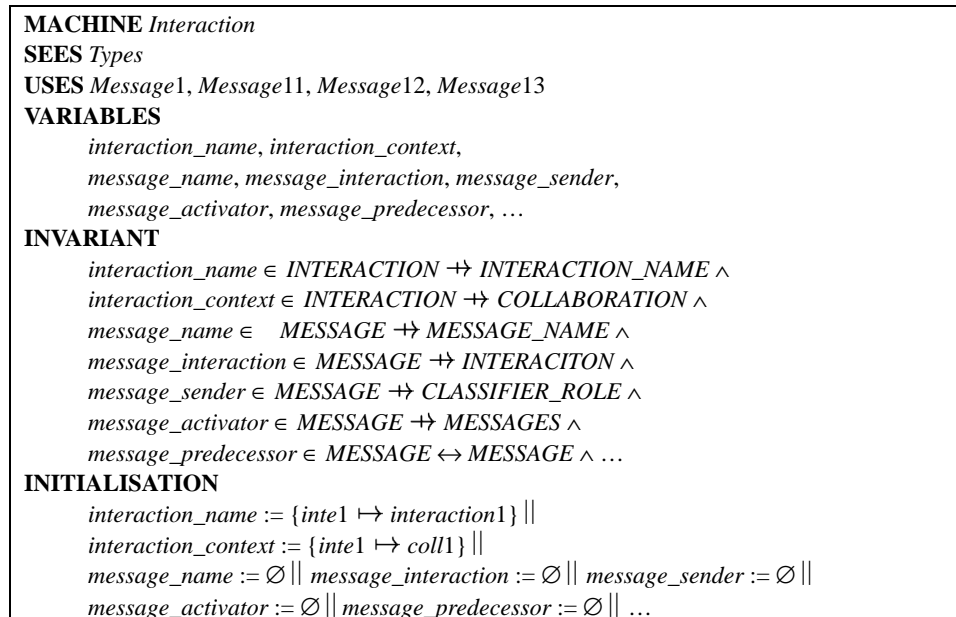 MACHINE Interaction
SEES Types
USES Message1, Message11, Message12, Message13
VARIABLES
interaction_name, interaction_context,
message_name, message_interaction, message_sender,
message_activator, message_predecessor, …
INVARIANT
interaction_name ∈ INTERACTION ⇸ INTERACTION_NAME ∧
interaction_context ∈ INTERACTION ⇸ COLLABORATION ∧
message_name ∈ MESSAGE ⇸ MESSAGE_NAME ∧
message_interaction ∈ MESSAGE ⇸ INTERACITON ∧
message_sender ∈ MESSAGE ⇸ CLASSIFIER_ROLE ∧
message_activator ∈ MESSAGE ⇸ MESSAGES ∧
message_predecessor ∈ MESSAGE ↔ MESSAGE ∧ …
INITIALISATION
interaction_name := {inte1 ↦ interaction1} ||
interaction_context := {inte1 ↦ coll1} ||
message_name := ∅ || message_interaction := ∅ || message_sender := ∅ ||
message_activator := ∅ || message_predecessor := ∅ || …